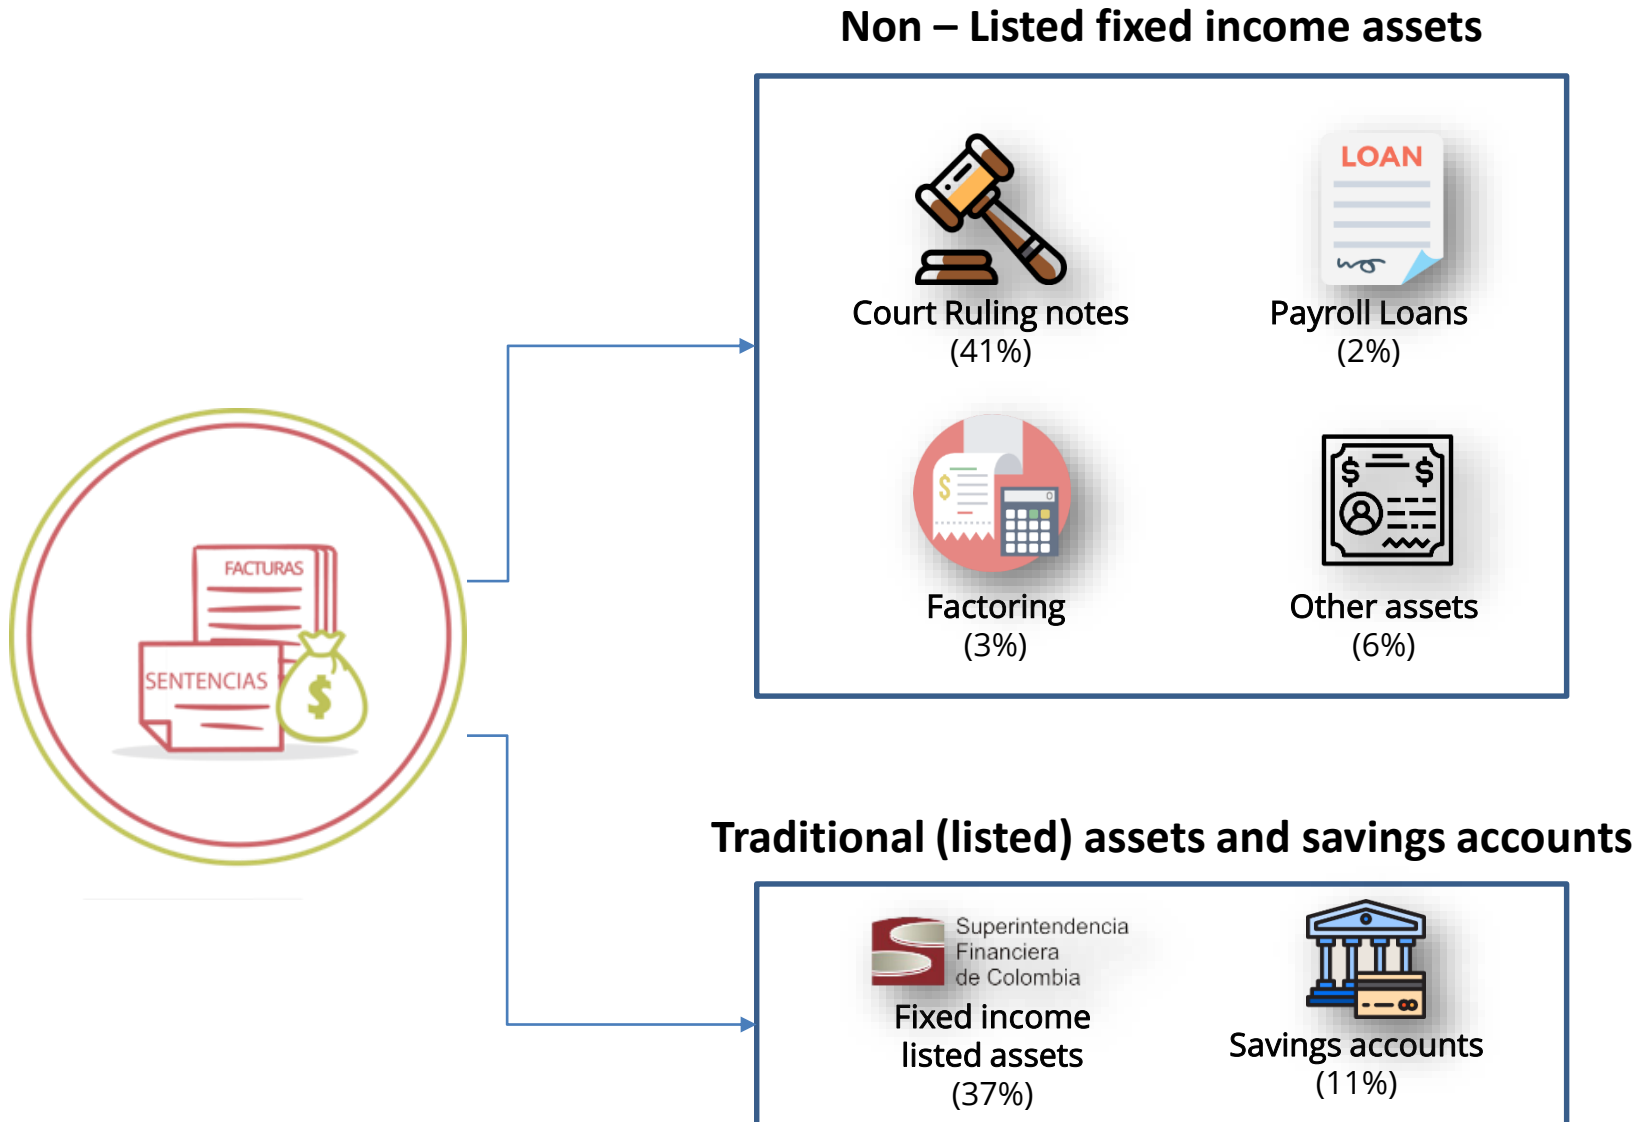 Non – Listed fixed income assets
LOAN
Court Ruling notes
(41%)
Payroll Loans
(2%)
$
0
$ $
Factoring
(3%)
Other assets
(6%)
FACTURAS
SENTENCIAS
$
Traditional (listed) assets and savings accounts
Superintendencia
Financiera
de Colombia
Fixed income
listed assets
(37%)
Savings accounts
(11%)